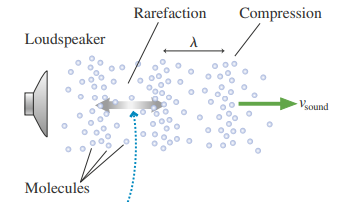 Rarefaction
Compression
Loudspeaker
λ
v_sound
Molecules